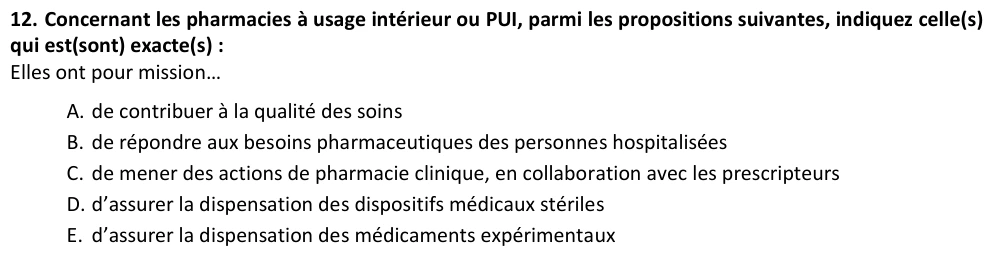 12. Concernant les pharmacies à usage intérieur ou PUI, parmi les propositions suivantes, indiquez celle(s)
qui est(sont) exacte(s) :
Elles ont pour mission...
A. de contribuer à la qualité des soins
B. de répondre aux besoins pharmaceutiques des personnes hospitalisées
C. de mener des actions de pharmacie clinique, en collaboration avec les prescripteurs
D. d'assurer la dispensation des dispositifs médicaux stériles
E. d'assurer la dispensation des médicaments expérimentaux